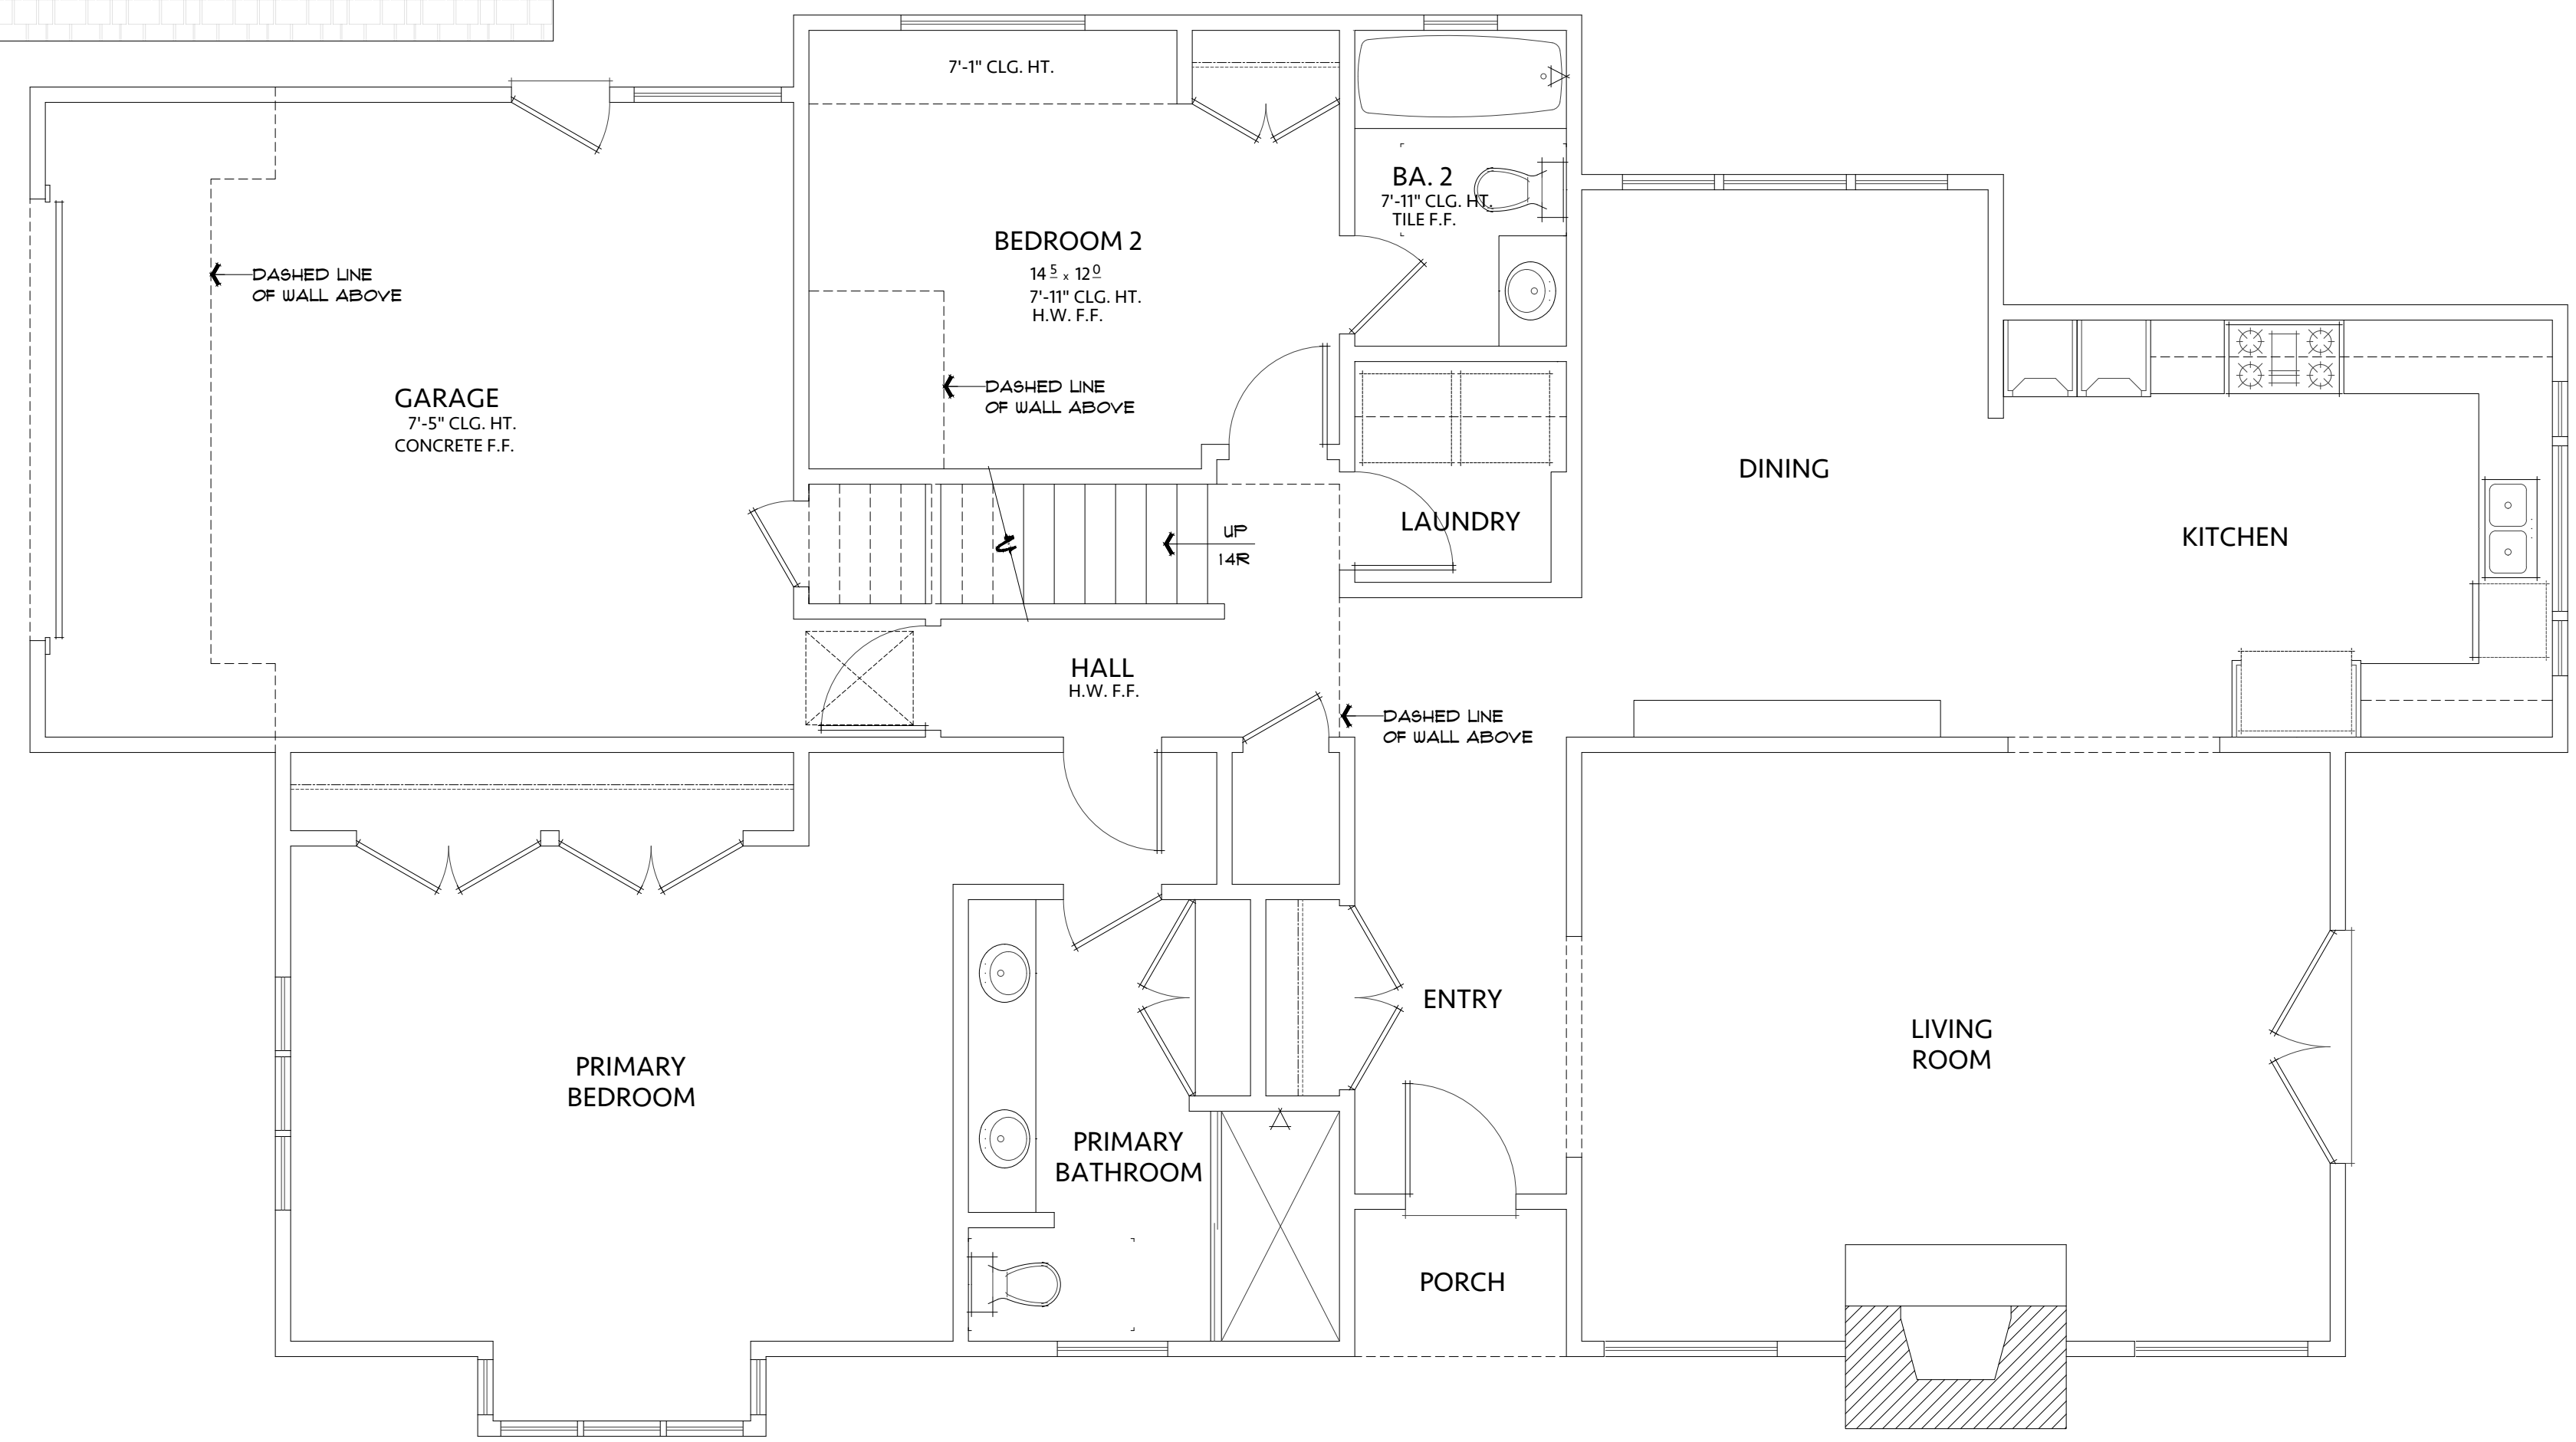 7'-1" CLG. HT.
BA. 2
7'-11" CLG. HT.
TILE F.F.
BEDROOM 2
14 5 x 12 0
7'-11" CLG. HT.
H.W. F.F.
DASHED LINE
OF WALL ABOVE
GARAGE
7'-5" CLG. HT.
CONCRETE F.F.
DASHED LINE
OF WALL ABOVE
DINING
LAUNDRY
KITCHEN
UP
14R
HALL
H.W. F.F.
DASHED LINE
OF WALL ABOVE
ENTRY
LIVING
ROOM
PRIMARY
BEDROOM
PRIMARY
BATHROOM
PORCH